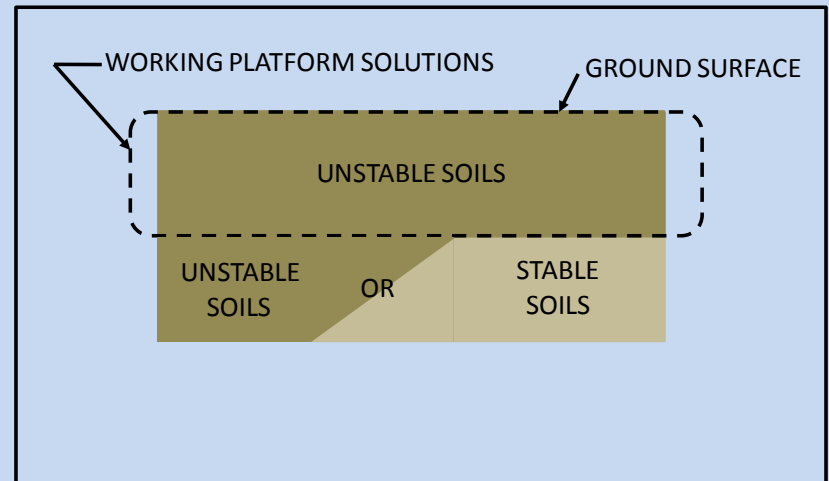 WORKING PLATFORM SOLUTIONS
GROUND SURFACE
UNSTABLE SOILS
UNSTABLE
SOILS
OR
STABLE
SOILS